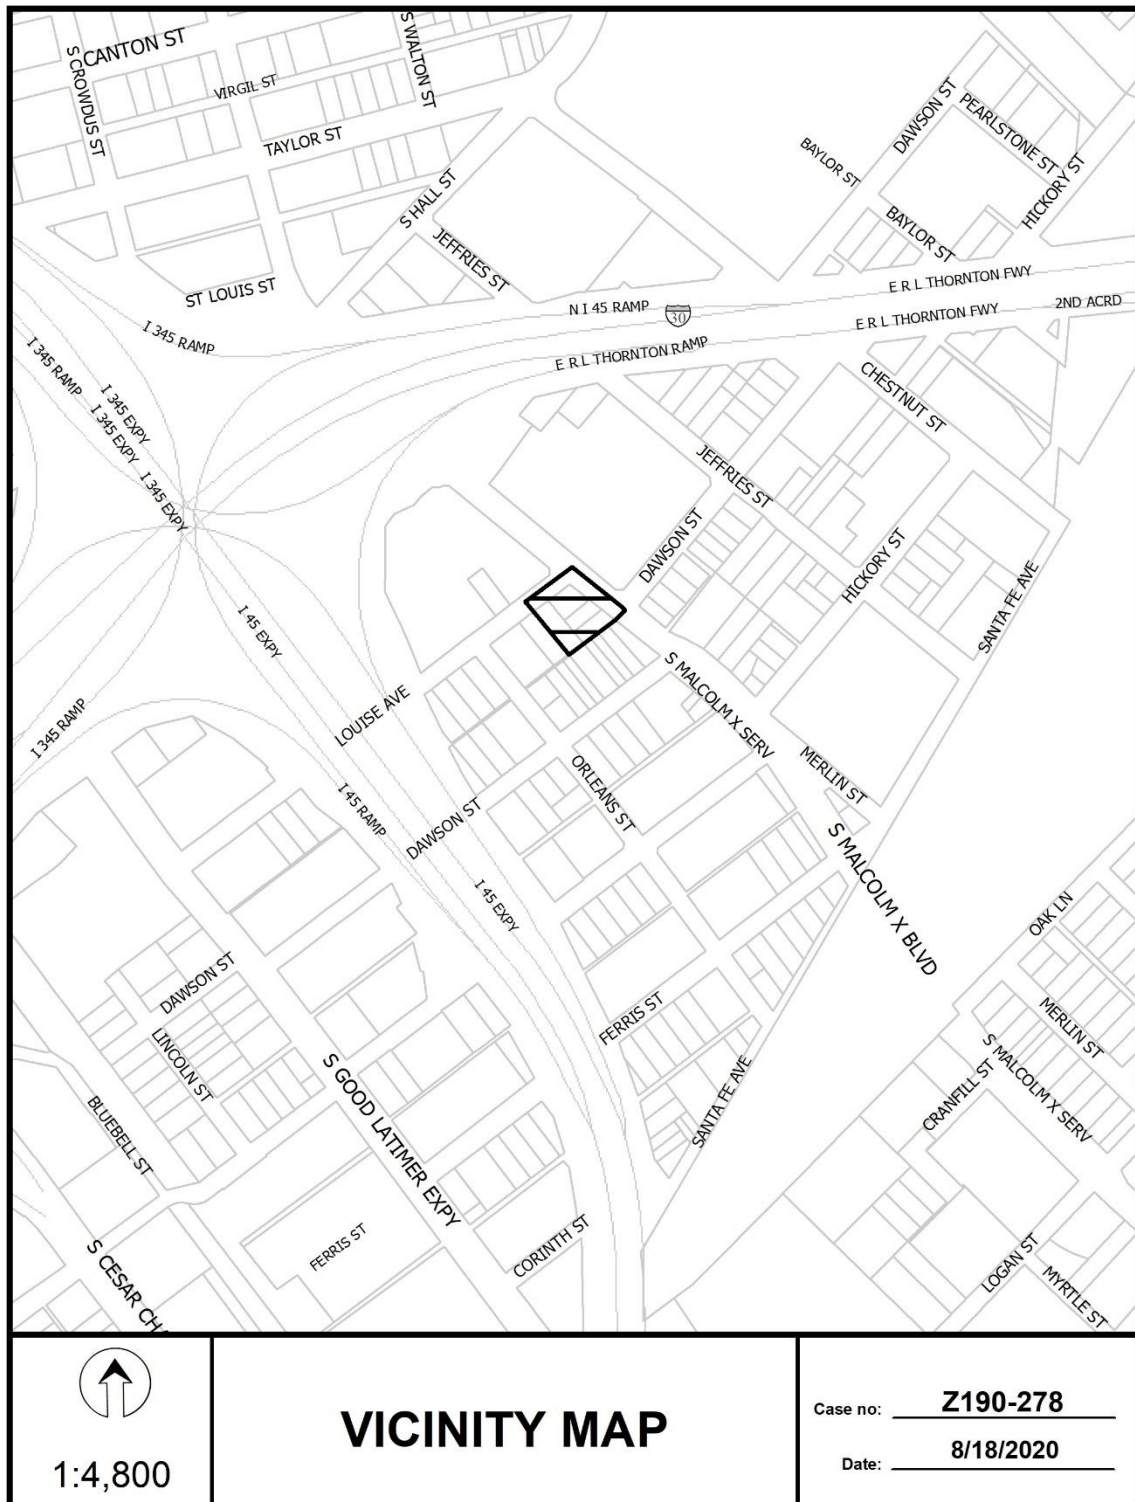 CANTON ST
S CROWDUS ST
S WALTON ST
VIRGIL ST
TAYLOR ST
DAWSON ST
PEARLSTONE ST
BAYLOR ST
HICKORY ST
S HALL ST
BAYLOR ST
JEFFRIES ST
ST LOUIS ST
E R L THORNTON FWY
N I 45 RAMP
30
E R L THORNTON FWY
2ND ACRD
I 345 RAMP
E R L THORNTON RAMP
I 345 RAMP
I 345 EXPY
I 345 EXPY
I 345 EXPY
CHESTNUT ST
JEFFRIES ST
DAWSON ST
HICKORY ST
SANTA FE AVE
I 45 EXPY
S MALCOLM X SERV
LOUISE AVE
I 345 RAMP
MERLIN ST
ORLEANS ST
I 45 RAMP
DAWSON ST
S MALCOLM X BLVD
I 45 EXPY
OAK LN
DAWSON ST
FERRIS ST
MERLIN ST
LINCOLN ST
S MALCOLM X SERV
CRANFILL ST
SANTA FE AVE
BLUEBELL ST
S GOOD LATIMER EXPY
FERRIS ST
CORINTH ST
LOGAN ST
MYRTLE ST
S CESAR CHA
1:4,800
VICINITY MAP
Case no: Z190-278
Date: 8/18/2020